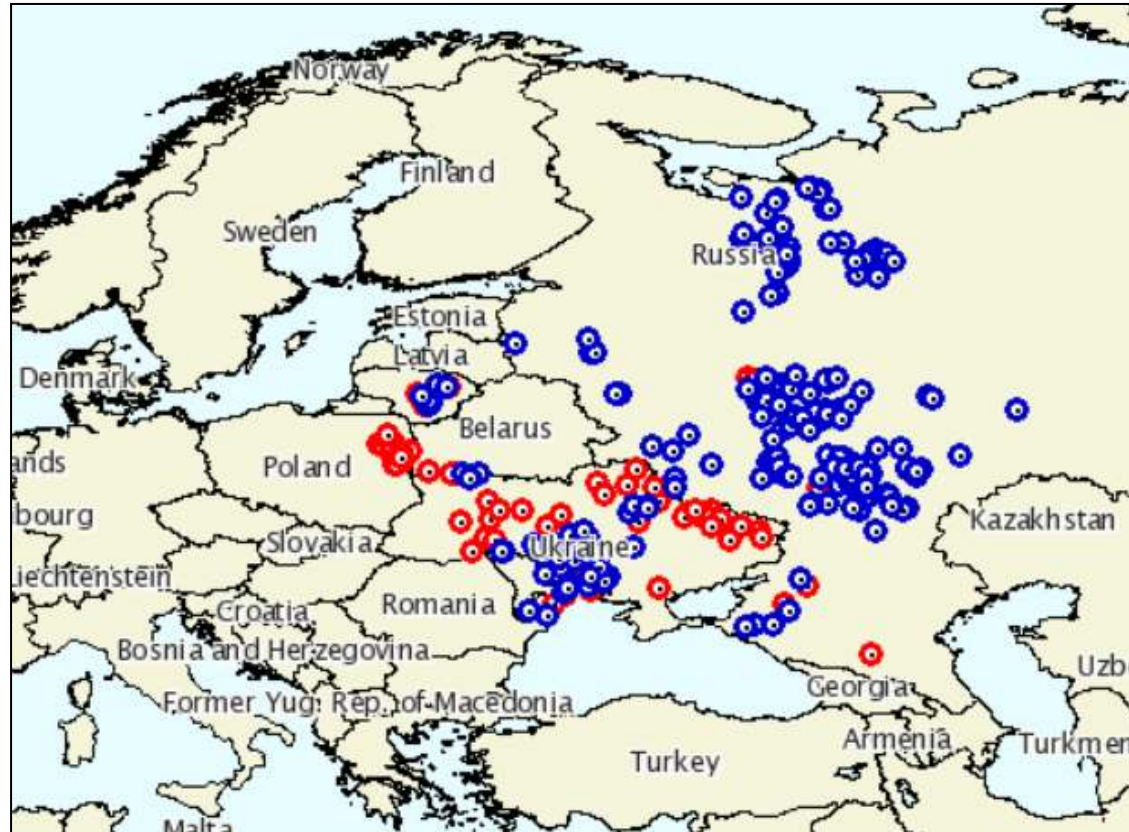 Norway
Finland
Sweden
Russia
Estonia
Latvia
Denmark
Belarus
ands
Poland
bourg
Kazakhstan
Slovakia
Ukraine
Liechtenstein
Croatia
Romania
Bosnia and Herzegovina
Uzb
Georgia
Former Yug. Rep. of Macedonia
Armenia
Turkmen
Turkey
Malta